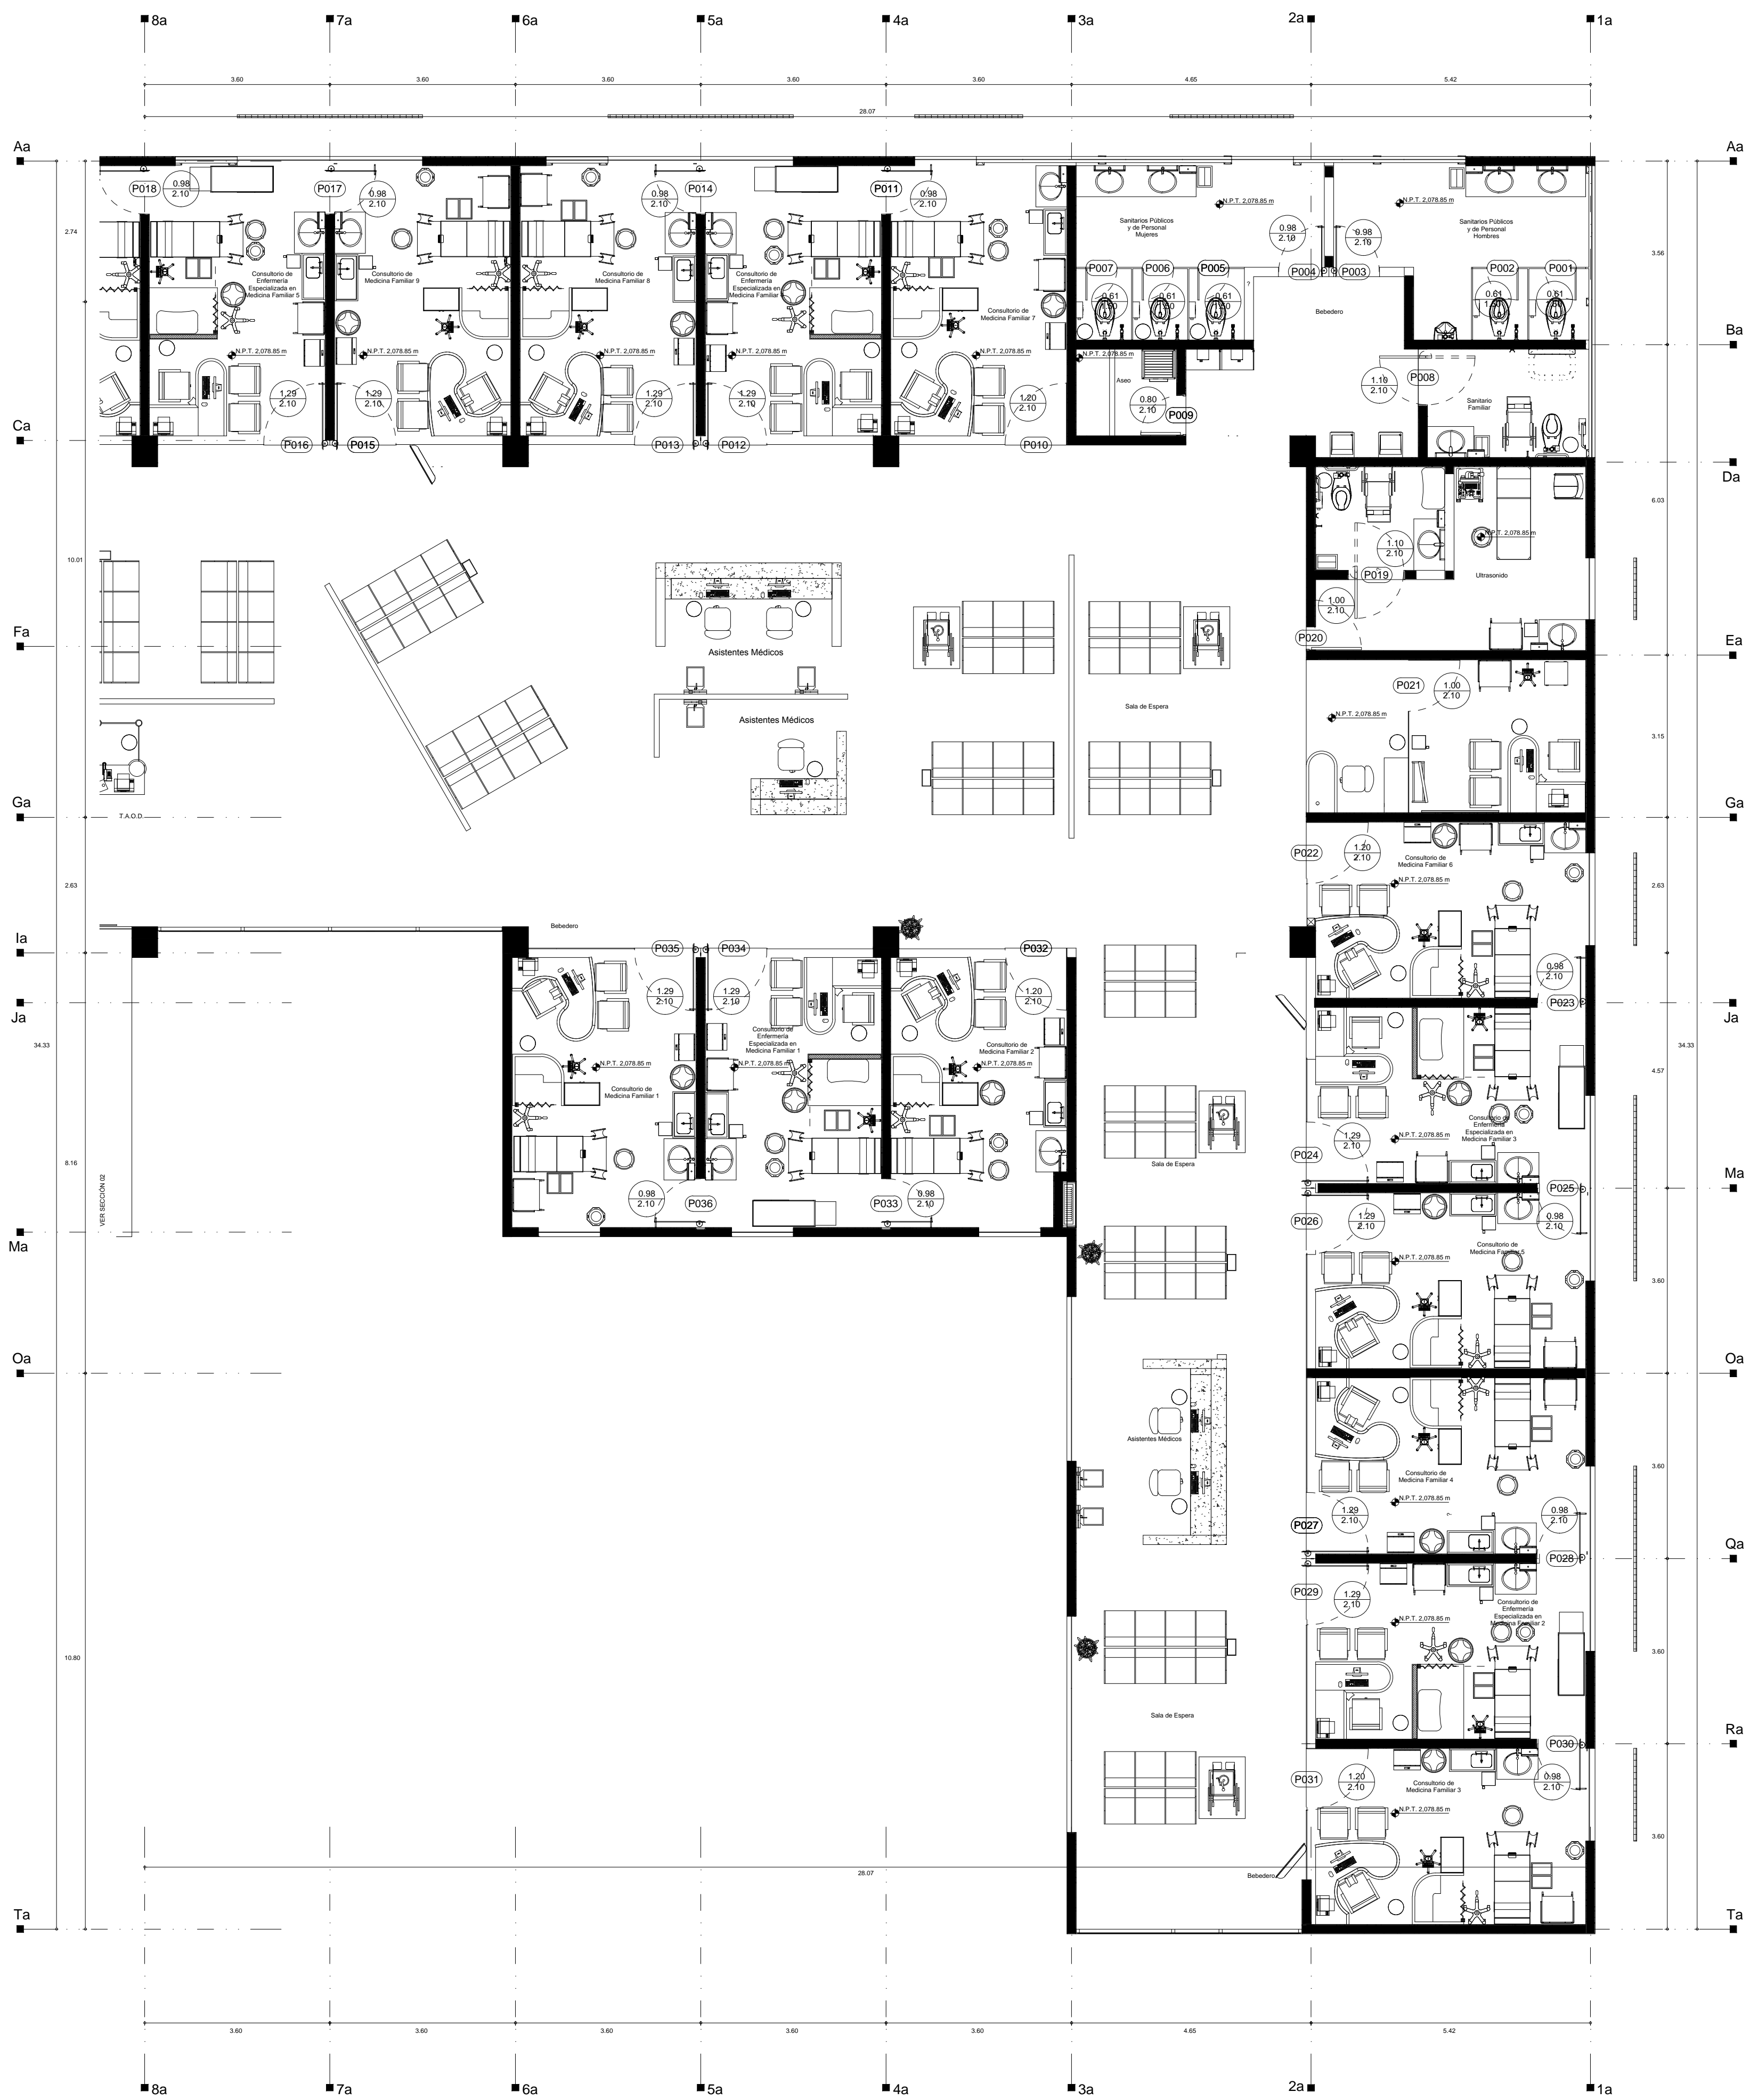 8a
7a
6a
5a
4a
3a
2a
1a
3.60
3.60
3.60
3.60
3.60
4.65
5.42
28.07
Aa
Aa
P018
0.98
2.10
P017
0.98
2.10
0.98
2.10
P014
P011
0.98
2.10
N.P.T. 2,078.85 m
N.P.T. 2,078.85 m
Sanitarios Públicos
y de Personal
Mujeres
Sanitarios Públicos
y de Personal
Hombres
0.98
2.10
0.98
2.10
2.74
3.56
Consultorio de
Enfermería
Especializada en
Medicina Familiar 5
Consultorio de
Medicina Familiar 9
Consultorio de
Medicina Familiar 8
Consultorio de
Enfermería
Especializada en
Medicina Familiar
Consultorio de
Medicina Familiar 7
P007
P006
P005
P004
P003
P002
P001
0.61
0.61
0.61
0.61
0.61
?
Bebedero
Ba
Ba
N.P.T. 2,078.85 m
N.P.T. 2,078.85 m
N.P.T. 2,078.85 m
N.P.T. 2,078.85 m
N.P.T. 2,078.85 m
N.P.T. 2,078.85 m
Aseo
1.29
2.10
1.29
2.10
1.29
2.10
1.29
2.10
1.20
2.10
0.80
2.10
P009
1.10
2.10
P008
Sanitario
Familiar
Ca
Ca
P016
P015
P013
P012
P010
Da
6.03
10.01
N.P.T. 2,078.85 m
1.10
2.10
P019
Ultrasonido
1.00
2.10
P020
Fa
Ea
Asistentes Médicos
P021
1.00
2.10
Sala de Espera
N.P.T. 2,078.85 m
Asistentes Médicos
3.15
Ga
T.A.O.D.
Ga
P022
1.20
2.10
Consultorio de
Medicina Familiar 6
N.P.T. 2,078.85 m
2.63
2.63
Bebedero
Ia
P035
P034
P032
0.98
2.10
1.29
2.10
1.29
2.10
1.20
2.10
P023
Ja
Ja
34.33
34.33
Consultorio de
Enfermería
Especializada en
Medicina Familiar 1
Consultorio de
Medicina Familiar 2
N.P.T. 2,078.85 m
N.P.T. 2,078.85 m
N.P.T. 2,078.85 m
4.57
Consultorio de
Medicina Familiar 1
Consultorio de
Enfermería
Especializada en
Medicina Familiar 3
N.P.T. 2,078.85 m
1.29
2.10
P024
8.16
Sala de Espera
VER SECCIÓN 02
0.98
2.10
P036
P033
0.98
2.10
P025
Ma
Ma
P026
1.29
2.10
0.98
2.10
Consultorio de
Medicina Familiar 5
N.P.T. 2,078.85 m
3.60
Oa
Oa
Asistentes Médicos
Consultorio de
Medicina Familiar 4
3.60
N.P.T. 2,078.85 m
P027
1.29
2.10
0.98
2.10
P028
Qa
P029
1.29
2.10
Consultorio de
Enfermería
Especializada en
Medicina Familiar 2
N.P.T. 2,078.85 m
10.80
3.60
Sala de Espera
P030
Ra
P031
1.20
2.10
Consultorio de
Medicina Familiar 3
0.98
2.10
N.P.T. 2,078.85 m
3.60
28.07
Bebedero
Ta
Ta
3.60
3.60
3.60
3.60
3.60
4.65
5.42
8a
7a
6a
5a
4a
3a
2a
1a